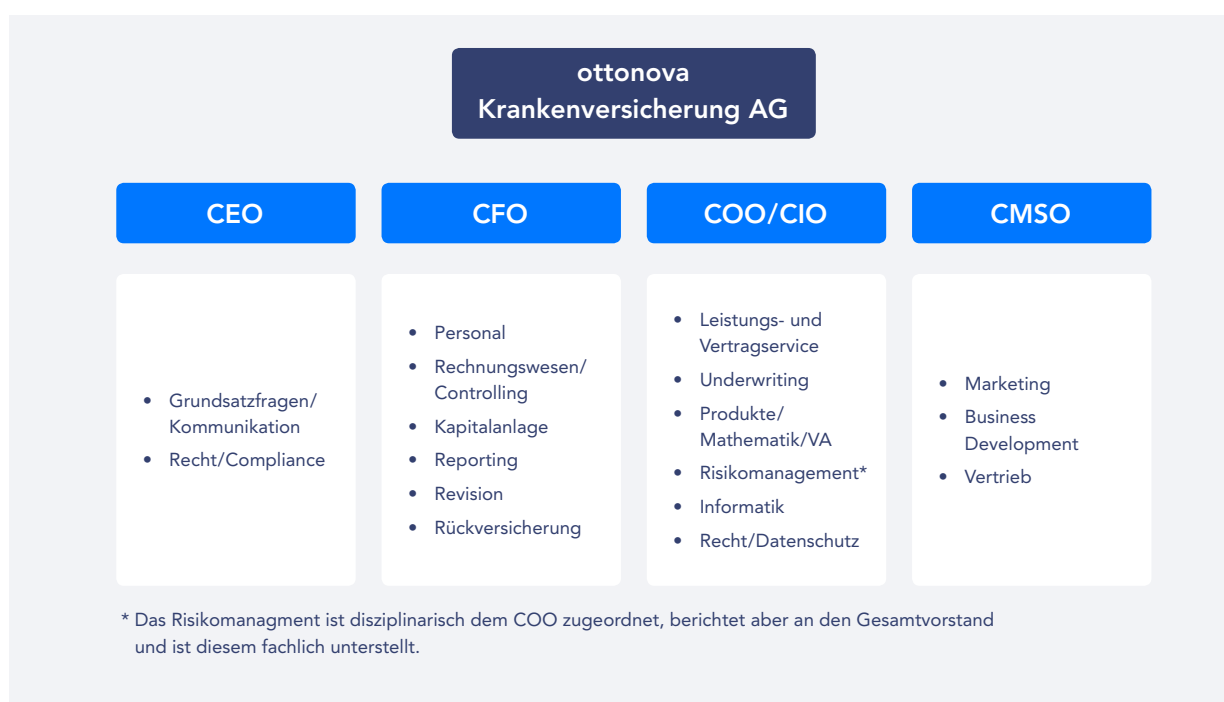 ottonova
Krankenversicherung AG
CEO
CFO
COO/CIO
CMSO
• Grundsatzfragen/
Kommunikation
• Recht/Compliance
• Personal
• Rechnungswesen/
Controlling
• Kapitalanlage
• Reporting
• Revision
• Rückversicherung
• Leistungs- und
Vertragservice
• Underwriting
• Produkte/
Mathematik/VA
• Risikomanagement*
• Informatik
• Recht/Datenschutz
• Marketing
• Business
Development
• Vertrieb
* Das Risikomanagment ist disziplinarisch dem COO zugeordnet, berichtet aber an den Gesamtvorstand
und ist diesem fachlich unterstellt.